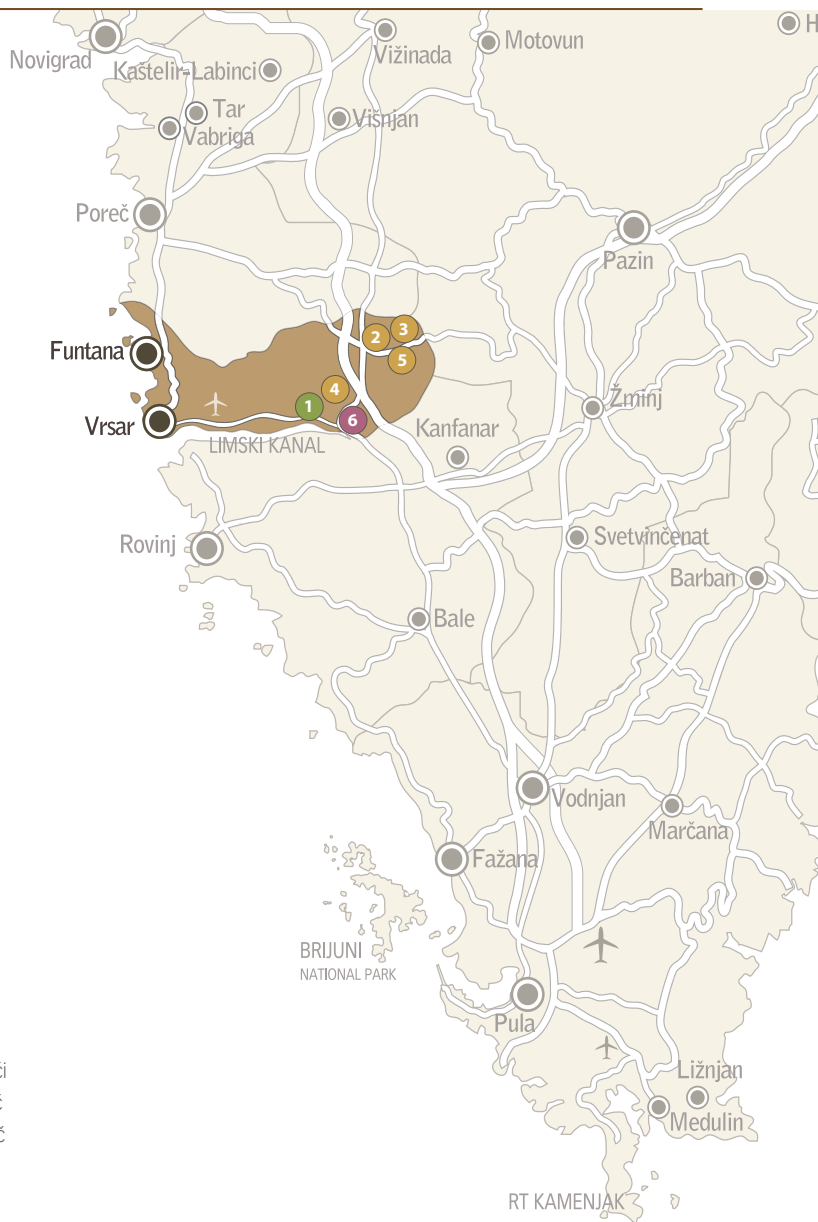 H
Novigrad
Vižinada
Motovun
Kaštelir-Labinci
Tar
Vabriga
Višnjan
Poreč
Pazin
Funtana
2
3
5
4
1
6
Vrsar
LIMSKI KANAL
Žminj
Kanfanar
Rovinj
Svetvinčenat
Barban
Bale
Vodnjan
Marčana
Fažana
BRIJUNI
NATIONAL PARK
Pula
či
č
Č
Ližnjan
Medulin
RT KAMENJAK